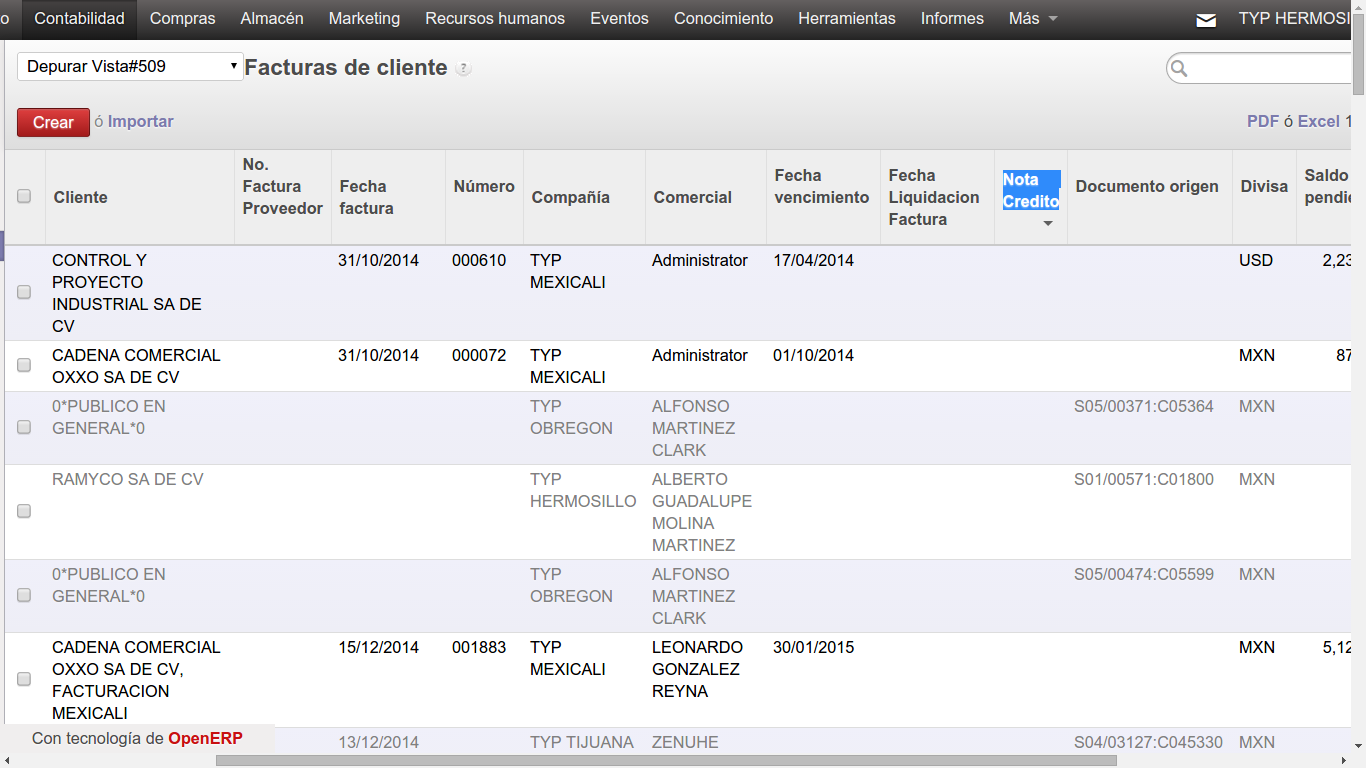 o Contabilidad Compras Almacén Marketing Recursos humanos Eventos Conocimiento Herramientas Informes Más TYP HERMOSI
Depurar Vista#509 Facturas de cliente ?
Crear ó Importar PDF ó Excel 1
Cliente
No.
Factura
Proveedor
Fecha
factura
Número
Compañía
Comercial
Fecha
vencimiento
Fecha
Liquidacion
Factura
Nota
Credito
Documento origen
Divisa
Saldo
pendie
CONTROL Y
PROYECTO
INDUSTRIAL SA DE
CV
31/10/2014
000610
TYP
MEXICALI
Administrator
17/04/2014
USD
2,23
CADENA COMERCIAL
OXXO SA DE CV
31/10/2014
000072
TYP
MEXICALI
Administrator
01/10/2014
MXN
87
0*PUBLICO EN
GENERAL*0
TYP
OBREGON
ALFONSO
MARTINEZ
CLARK
S05/00371:C05364
MXN
RAMYCO SA DE CV
TYP
HERMOSILLO
ALBERTO
GUADALUPE
MOLINA
MARTINEZ
S01/00571:C01800
MXN
0*PUBLICO EN
GENERAL*0
TYP
OBREGON
ALFONSO
MARTINEZ
CLARK
S05/00474:C05599
MXN
CADENA COMERCIAL
OXXO SA DE CV,
FACTURACION
MEXICALI
15/12/2014
001883
TYP
MEXICALI
LEONARDO
GONZALEZ
REYNA
30/01/2015
MXN
5,12
13/12/2014
TYP TIJUANA
ZENUHE
S04/03127:C045330
MXN
Con tecnología de OpenERP